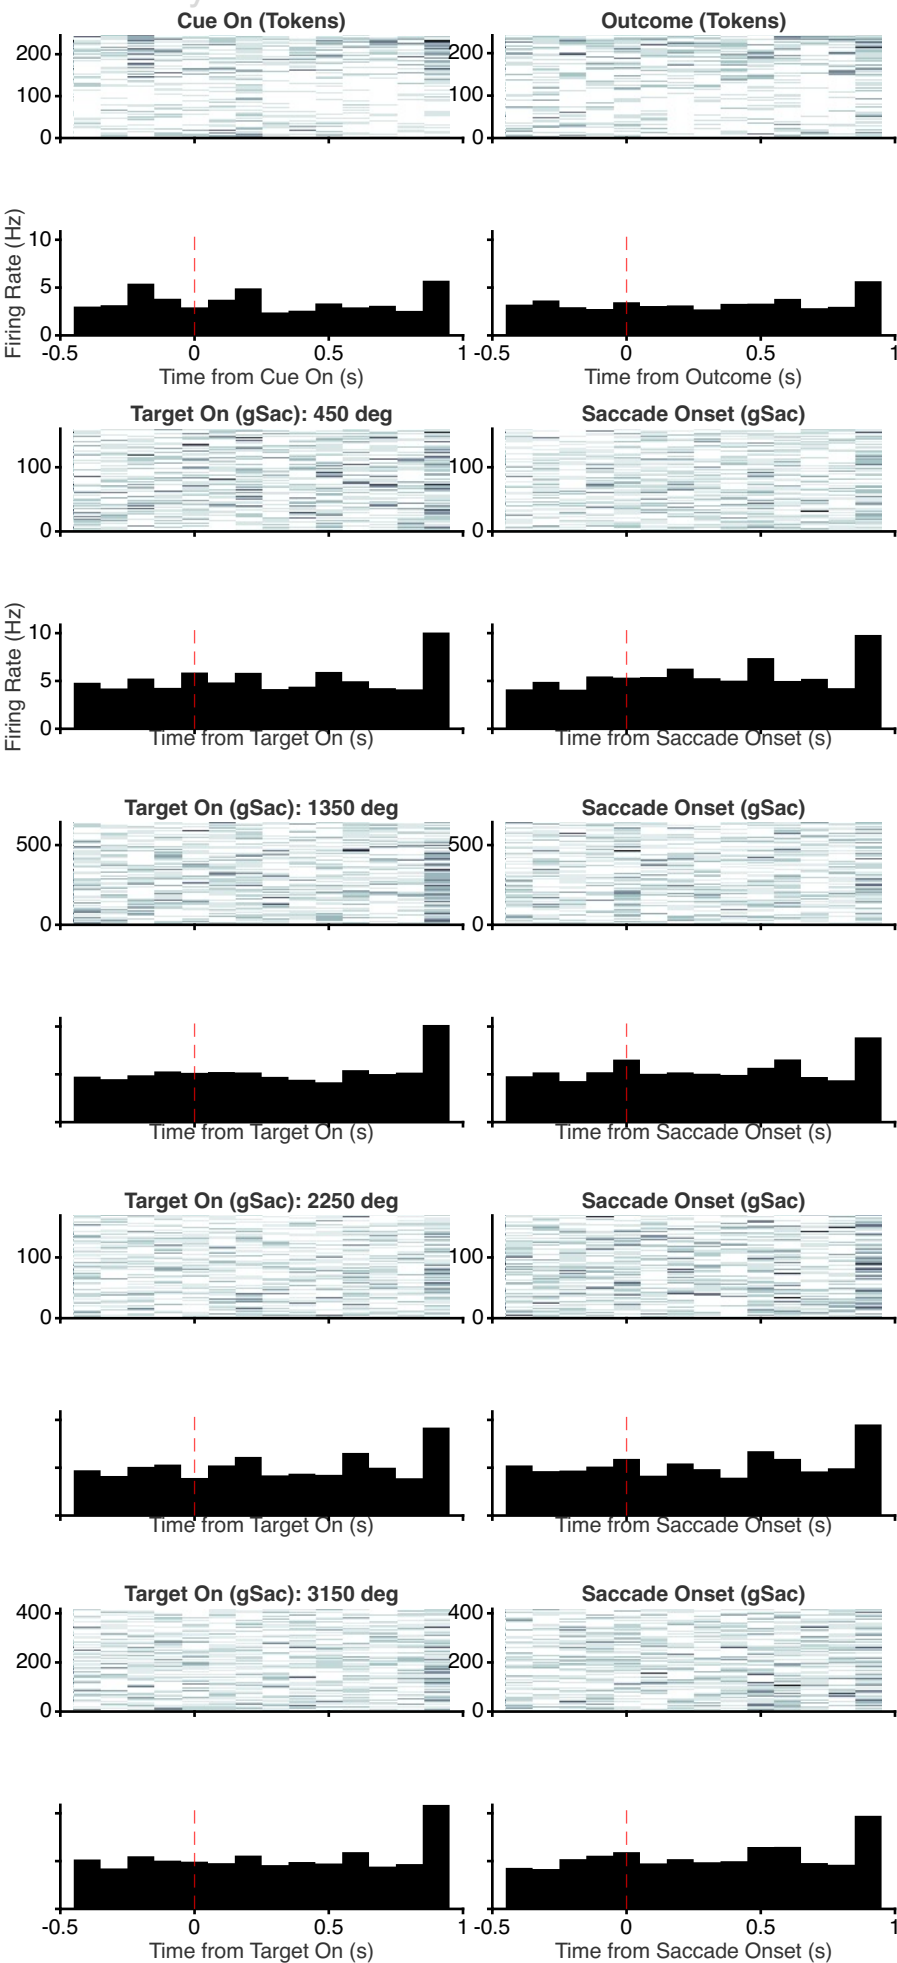 Cue On (Tokens) Outcome (Tokens)
200 200
100 100
0 0
Firing Rate (Hz)
10
5
0
-0.5 0 0.5 1 -0.5 0 0.5 1
Time from Cue On (s) Time from Outcome (s)
Target On (gSac): 450 deg Saccade Onset (gSac)
100 100
0 0
Firing Rate (Hz)
10
5
0
Time from Target On (s) Time from Saccade Onset (s)
Target On (gSac): 1350 deg Saccade Onset (gSac)
500 500
0 0
Time from Target On (s) Time from Saccade Onset (s)
Target On (gSac): 2250 deg Saccade Onset (gSac)
100 100
0 0
Time from Target On (s) Time from Saccade Onset (s)
Target On (gSac): 3150 deg Saccade Onset (gSac)
400 400
200 200
0 0
-0.5 0 0.5 1 -0.5 0 0.5 1
Time from Target On (s) Time from Saccade Onset (s)